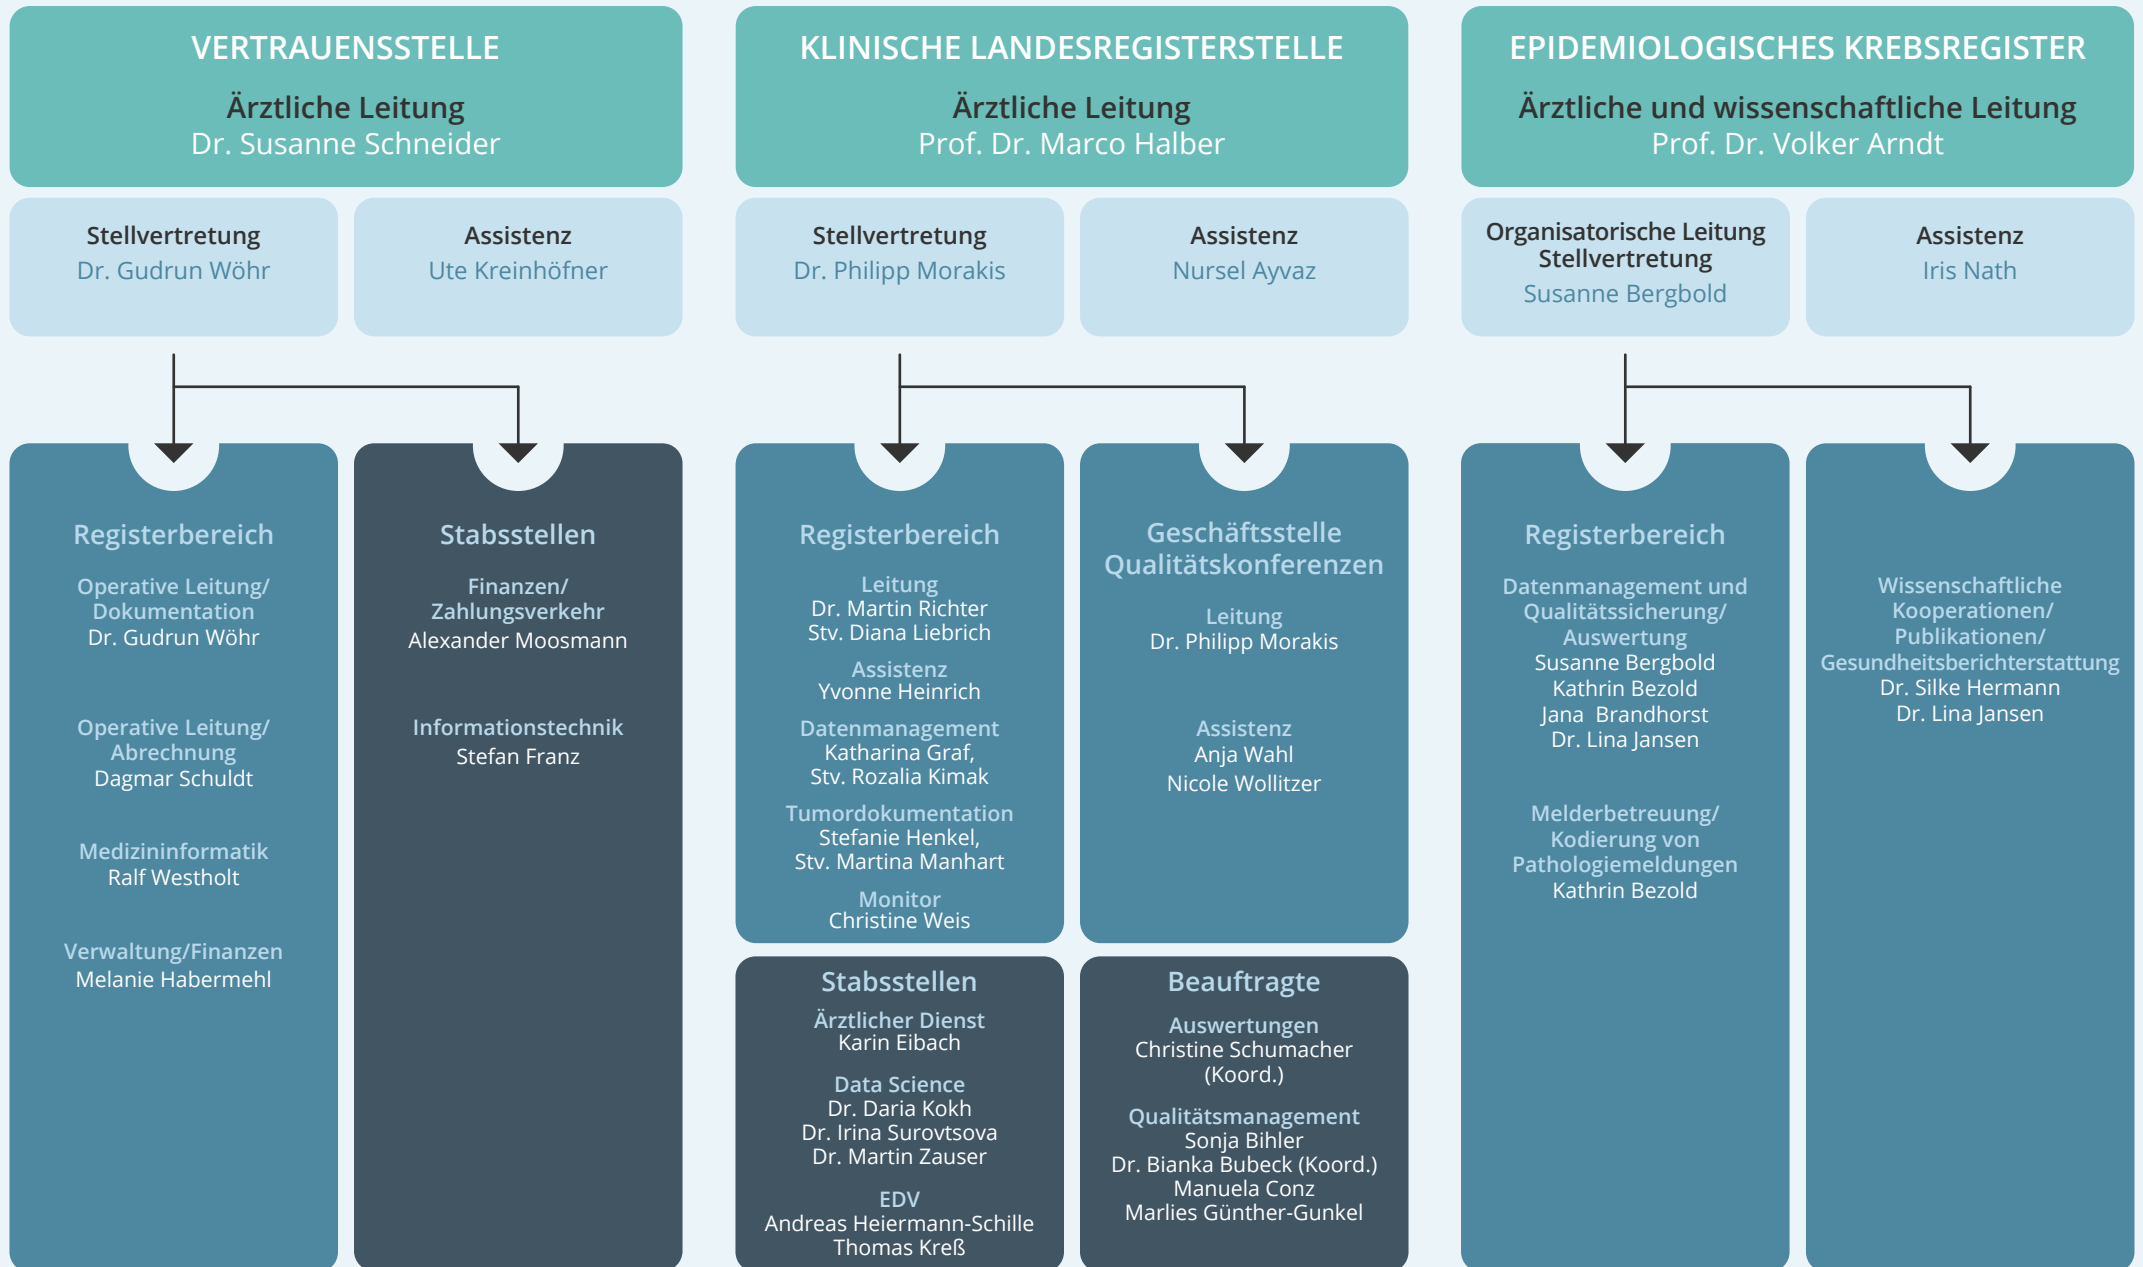 VERTRAUENSSTELLE
Ärztliche Leitung
Dr. Susanne Schneider
Stellvertretung
Dr. Gudrun Wöhr
Assistenz
Ute Kreinhöfner
Registerbereich
Operative Leitung/
Dokumentation
Dr. Gudrun Wöhr
Operative Leitung/
Abrechnung
Dagmar Schuldt
Medizininformatik
Ralf Westholt
Verwaltung/Finanzen
Melanie Habermehl
Stabsstellen
Finanzen/
Zahlungsverkehr
Alexander Moosmann
Informationstechnik
Stefan Franz
KLINISCHE LANDESREGISTERSTELLE
Ärztliche Leitung
Prof. Dr. Marco Halber
Stellvertretung
Dr. Philipp Morakis
Assistenz
Nursel Ayvaz
Registerbereich
Leitung
Dr. Martin Richter
Stv. Diana Liebrich
Assistenz
Yvonne Heinrich
Datenmanagement
Katharina Graf,
Stv. Rozalia Kimak
Tumordokumentation
Stefanie Henkel,
Stv. Martina Manhart
Monitor
Christine Weis
Geschäftsstelle
Qualitätskonferenzen
Leitung
Dr. Philipp Morakis
Assistenz
Anja Wahl
Nicole Wollitzer
Stabsstellen
Ärztlicher Dienst
Karin Eibach
Data Science
Dr. Daria Kokh
Dr. Irina Surovtsova
Dr. Martin Zauser
EDV
Andreas Heiermann-Schille
Thomas Kreß
Beauftragte
Auswertungen
Christine Schumacher
(Koord.)
Qualitätsmanagement
Sonja Bihler
Dr. Bianka Bubeck (Koord.)
Manuela Conz
Marlies Günther-Gunkel
EPIDEMIOLOGISCHES KREBSREGISTER
Ärztliche und wissenschaftliche Leitung
Prof. Dr. Volker Arndt
Organisatorische Leitung
Stellvertretung
Susanne Bergbold
Assistenz
Iris Nath
Registerbereich
Datenmanagement und
Qualitätssicherung/
Auswertung
Susanne Bergbold
Kathrin Bezold
Jana Brandhorst
Dr. Lina Jansen
Melderbetreuung/
Kodierung von
Pathologiemeldungen
Kathrin Bezold
Wissenschaftliche
Kooperationen/
Publikationen/
Gesundheitsberichterstattung
Dr. Silke Hermann
Dr. Lina Jansen